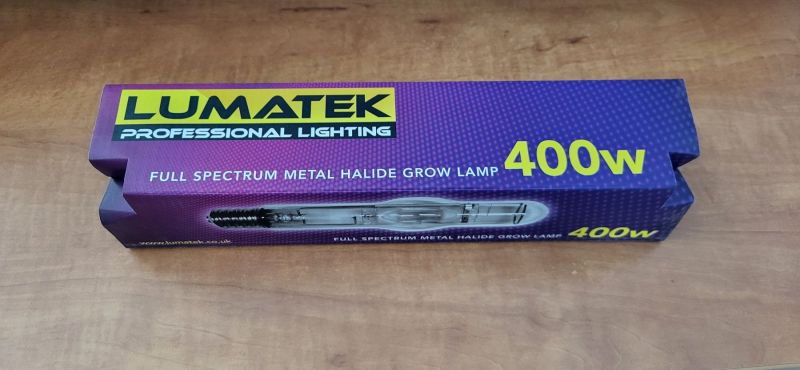 LUMATEK
PROFESSIONAL LIGHTING
FULL SPECTRUM METAL HALIDE GROW LAMP 400w
www.lumatek.co.uk
FULL SPECTRUM METAL HALIDE GROW LAMP 400w